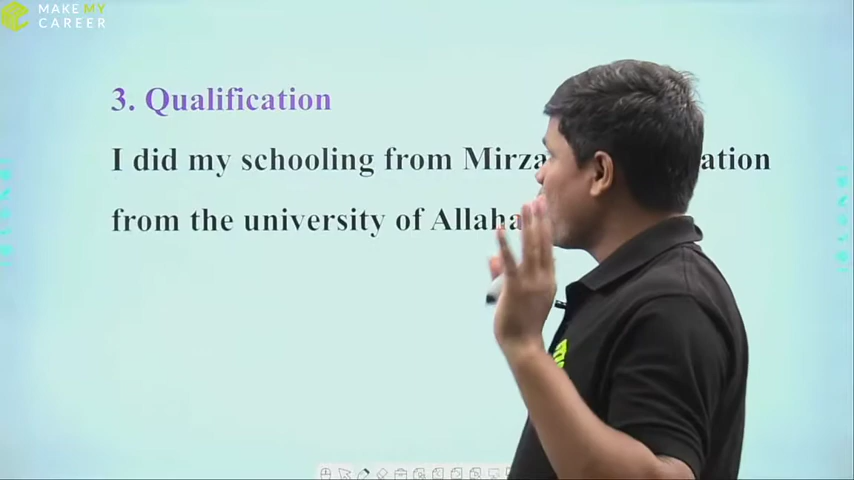 MAKE MY
CAREER
3. Qualification
I did my schooling from Mirza ation
from the university of Allaha